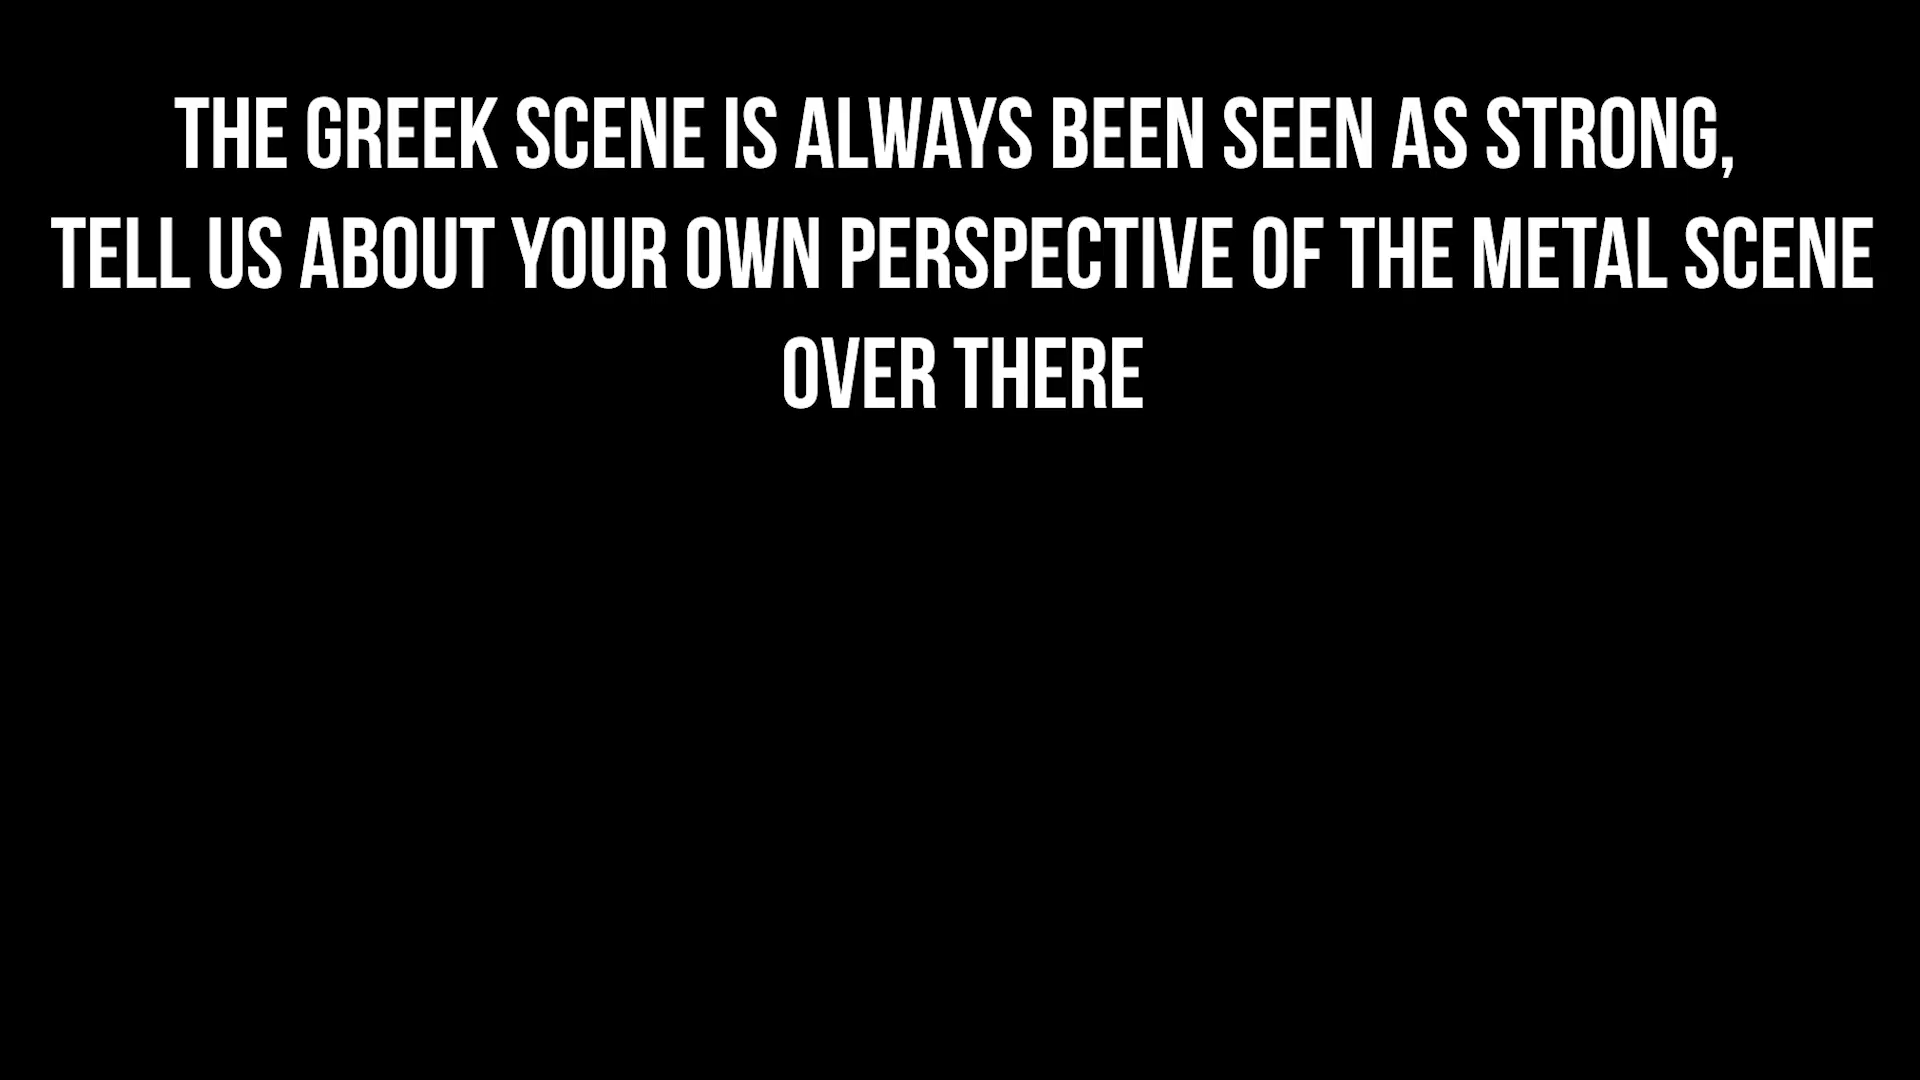 THE GREEK SCENE IS ALWAYS BEEN SEEN AS STRONG,
TELL US ABOUT YOUR OWN PERSPECTIVE OF THE METAL SCENE
OVER THERE